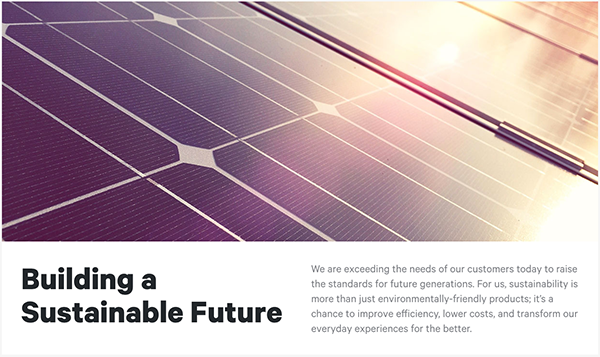 Building a
Sustainable Future
We are exceeding the needs of our customers today to raise
the standards for future generations. For us, sustainability is
more than just environmentally-friendly products; it's a
chance to improve efficiency, lower costs, and transform our
everyday experiences for the better.